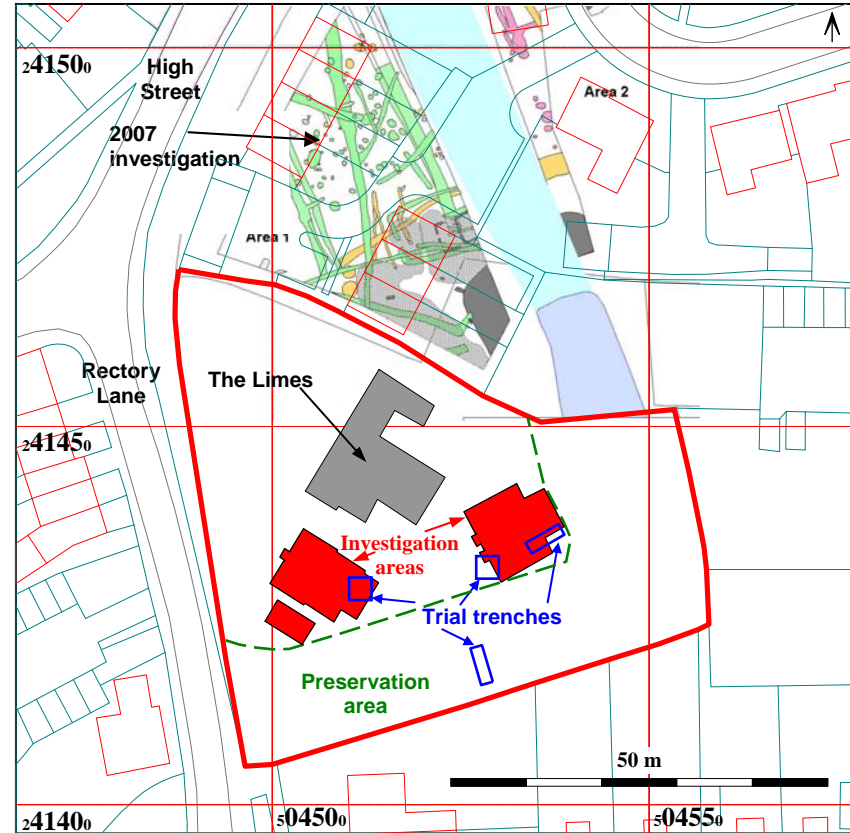 24150₀
High
Street
2007
investigation
Area 2
Area 1
Rectory
Lane
The Limes
24145₀
Investigation
areas
Trial trenches
Preservation
area
50 m
24140₀
50450₀
50455₀